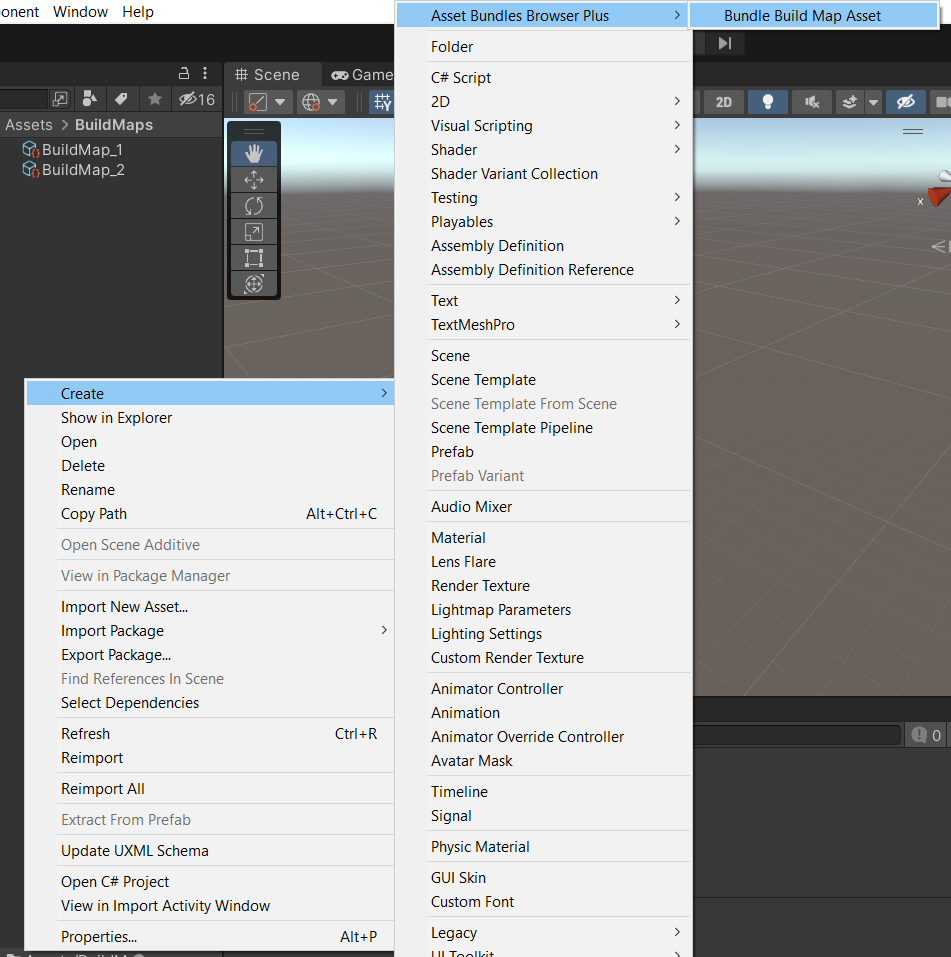 onent Window Help
Scene
Game
16
2D
Assets > BuildMaps
BuildMap_1
BuildMap_2
Y
x
0
Create
Show in Explorer
Open
Delete
Rename
Copy Path Alt+Ctrl+C
Open Scene Additive
View in Package Manager
Import New Asset...
Import Package
Export Package...
Find References In Scene
Select Dependencies
Refresh Ctrl+R
Reimport
Reimport All
Extract From Prefab
Update UXML Schema
Open C# Project
View in Import Activity Window
Properties... Alt+P
Asset Bundles Browser Plus
Folder
C# Script
2D
Visual Scripting
Shader
Shader Variant Collection
Testing
Playables
Assembly Definition
Assembly Definition Reference
Text
TextMeshPro
Scene
Scene Template
Scene Template From Scene
Scene Template Pipeline
Prefab
Prefab Variant
Audio Mixer
Material
Lens Flare
Render Texture
Lightmap Parameters
Lighting Settings
Custom Render Texture
Animator Controller
Animation
Animator Override Controller
Avatar Mask
Timeline
Signal
Physic Material
GUI Skin
Custom Font
Legacy
UI Toolkit
Bundle Build Map Asset